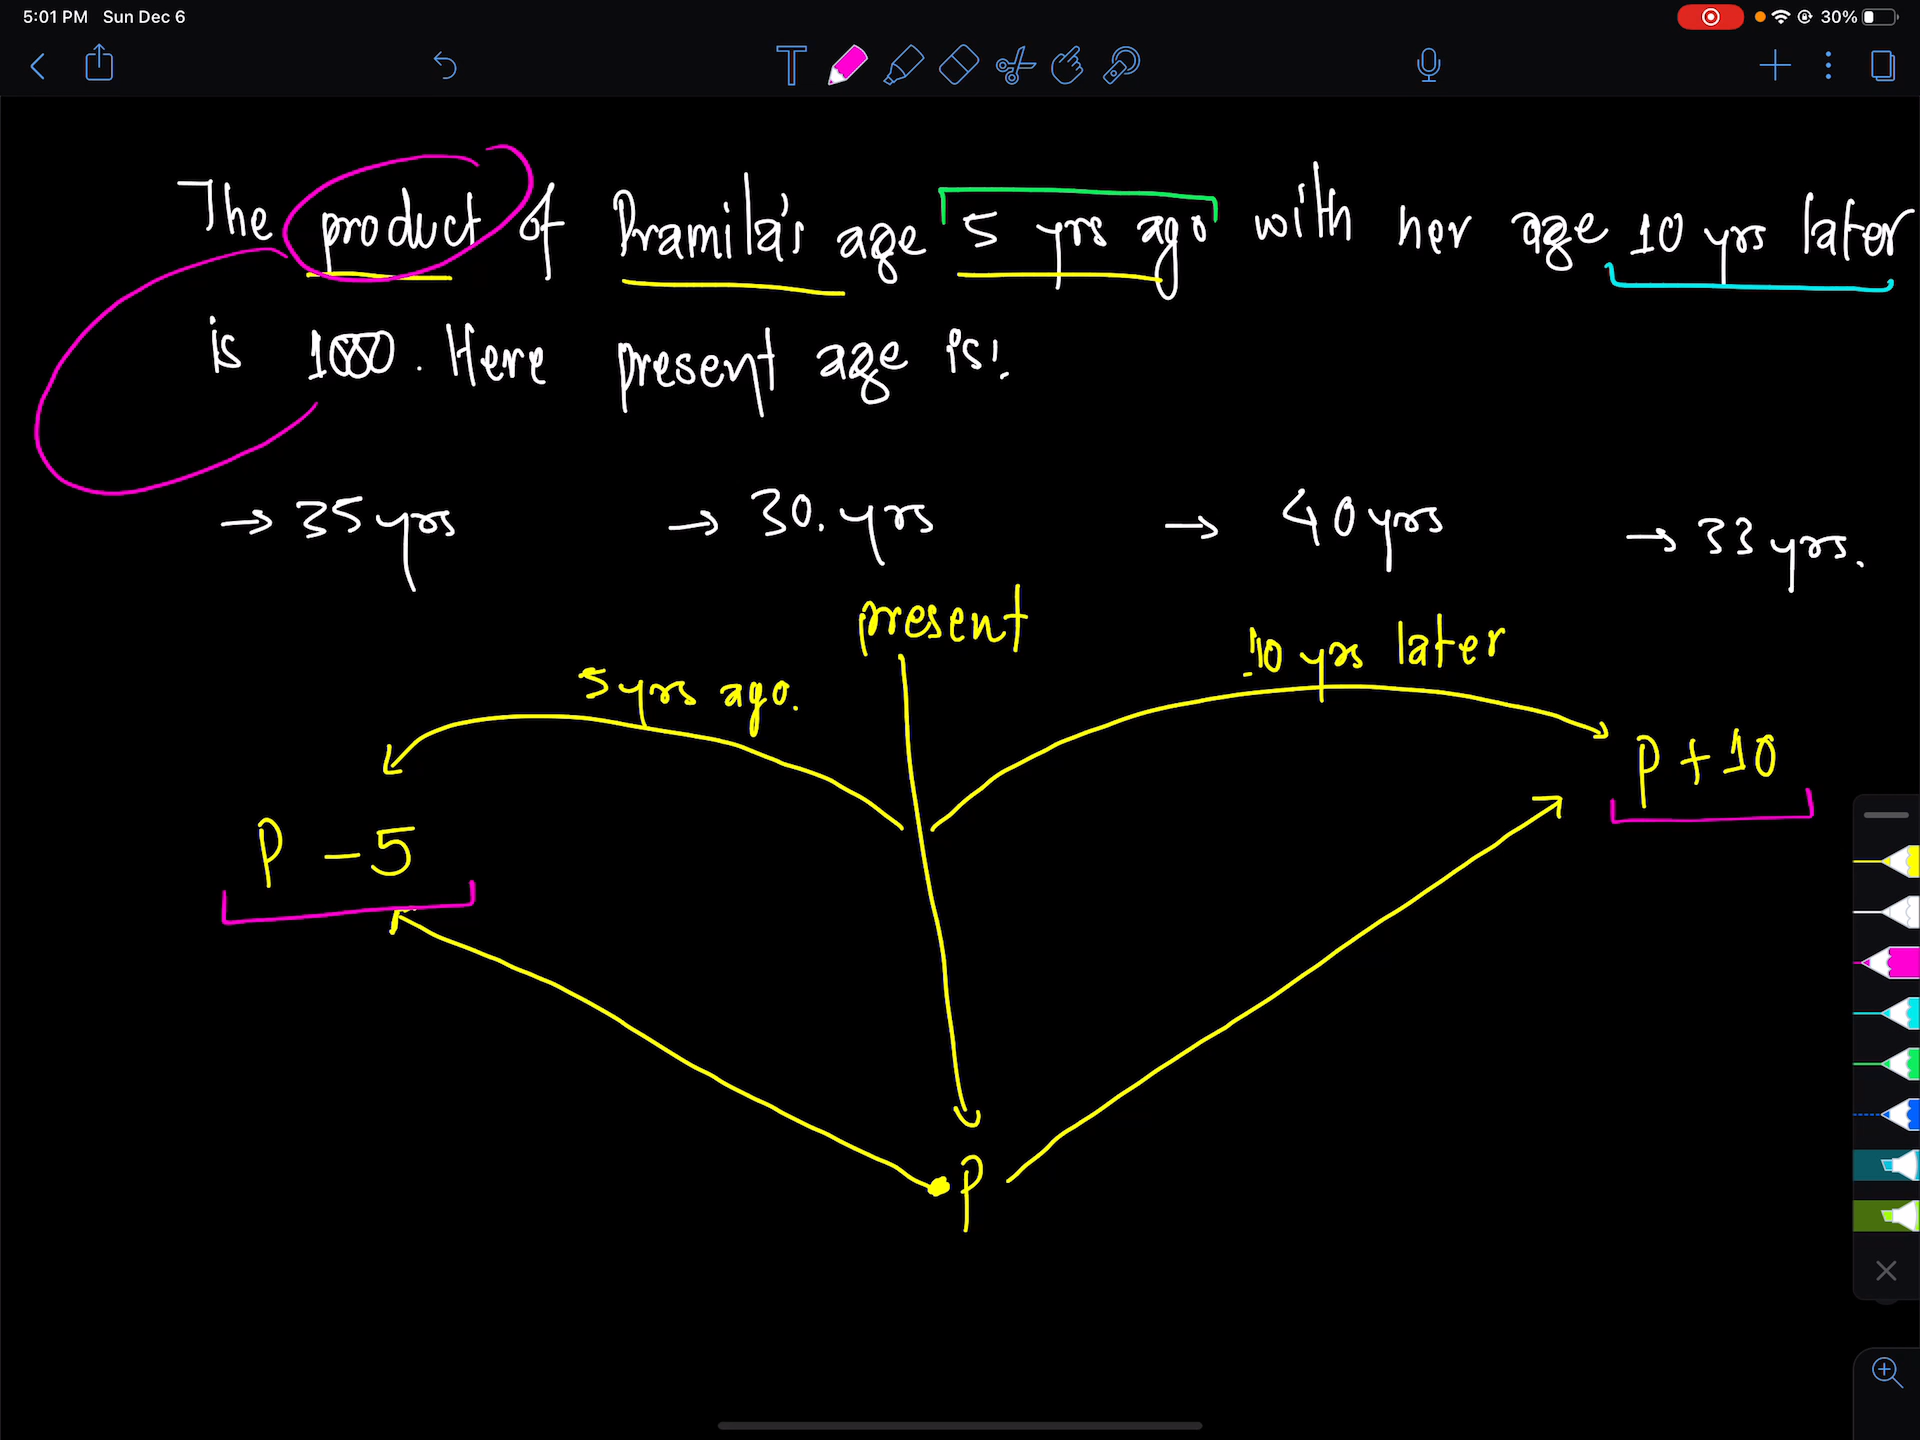 5:01 PM Sun Dec 6 30%
The product of Pramila's age 5 yrs ago with her age 10 yrs later
is 1000. Here present age is:
→ 35 yrs → 30. yrs → 40 yrs → 33 yrs.
present
5 yrs ago. 10 yrs later
P + 10
P - 5
P